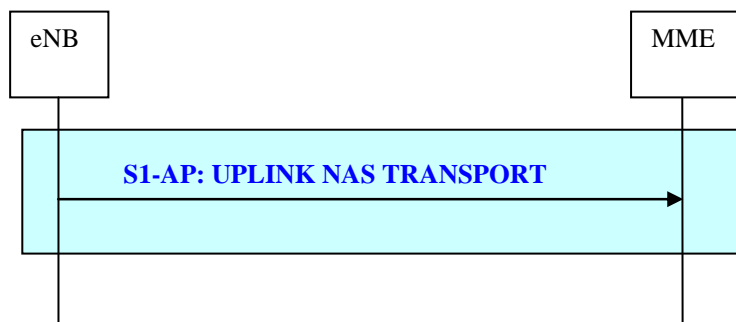 eNB
MME
S1-AP: UPLINK NAS TRANSPORT